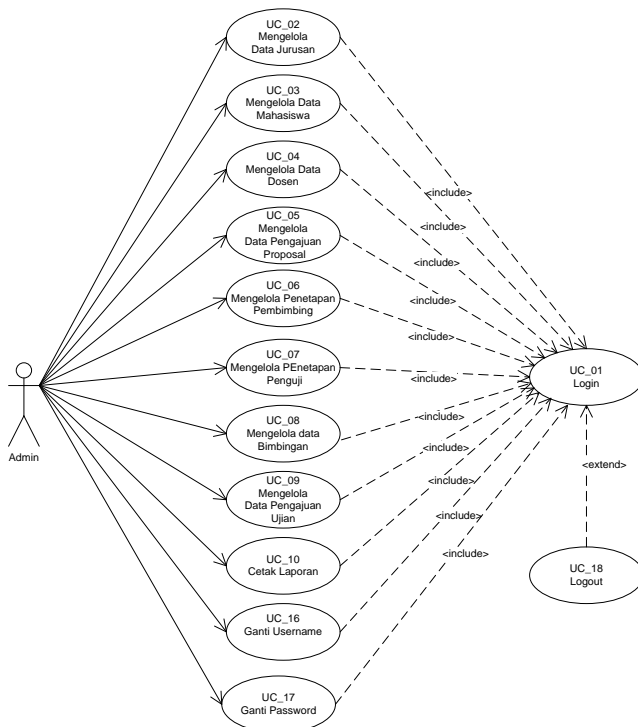 UC_02
Mengelola
Data Jurusan
UC_03
Mengelola Data
Mahasiswa
UC_04
Mengelola Data
Dosen
UC_05
Mengelola
Data Pengajuan
Proposal
UC_06
Mengelola Penetapan
Pembimbing
UC_07
Mengelola PEnetapan
Penguji
UC_08
Mengelola data
Bimbingan
UC_09
Mengelola
Data Pengajuan
Ujian
UC_10
Cetak Laporan
UC_16
Ganti Username
UC_17
Ganti Password
Admin
<include>
<include>
<include>
<include>
<include>
<include>
<include>
<include>
<include>
<include>
<include>
UC_01
Login
<extend>
UC_18
Logout